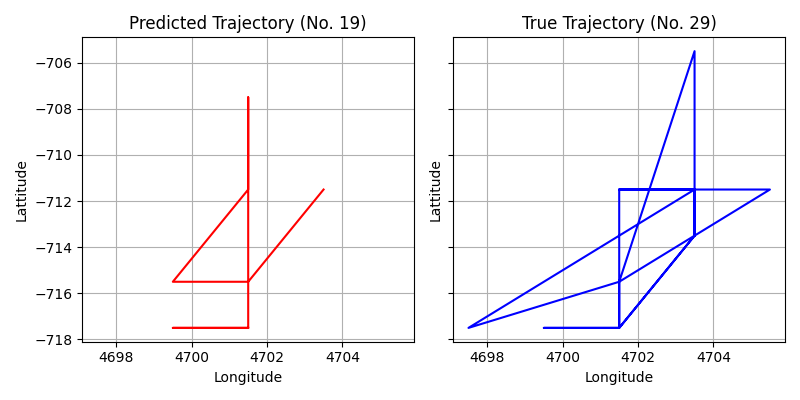 Predicted Trajectory (No. 19)
True Trajectory (No. 29)
−706
−708
−710
−712
−714
−716
−718
Lattitude
Lattitude
4698 4700 4702 4704
4698 4700 4702 4704
Longitude
Longitude